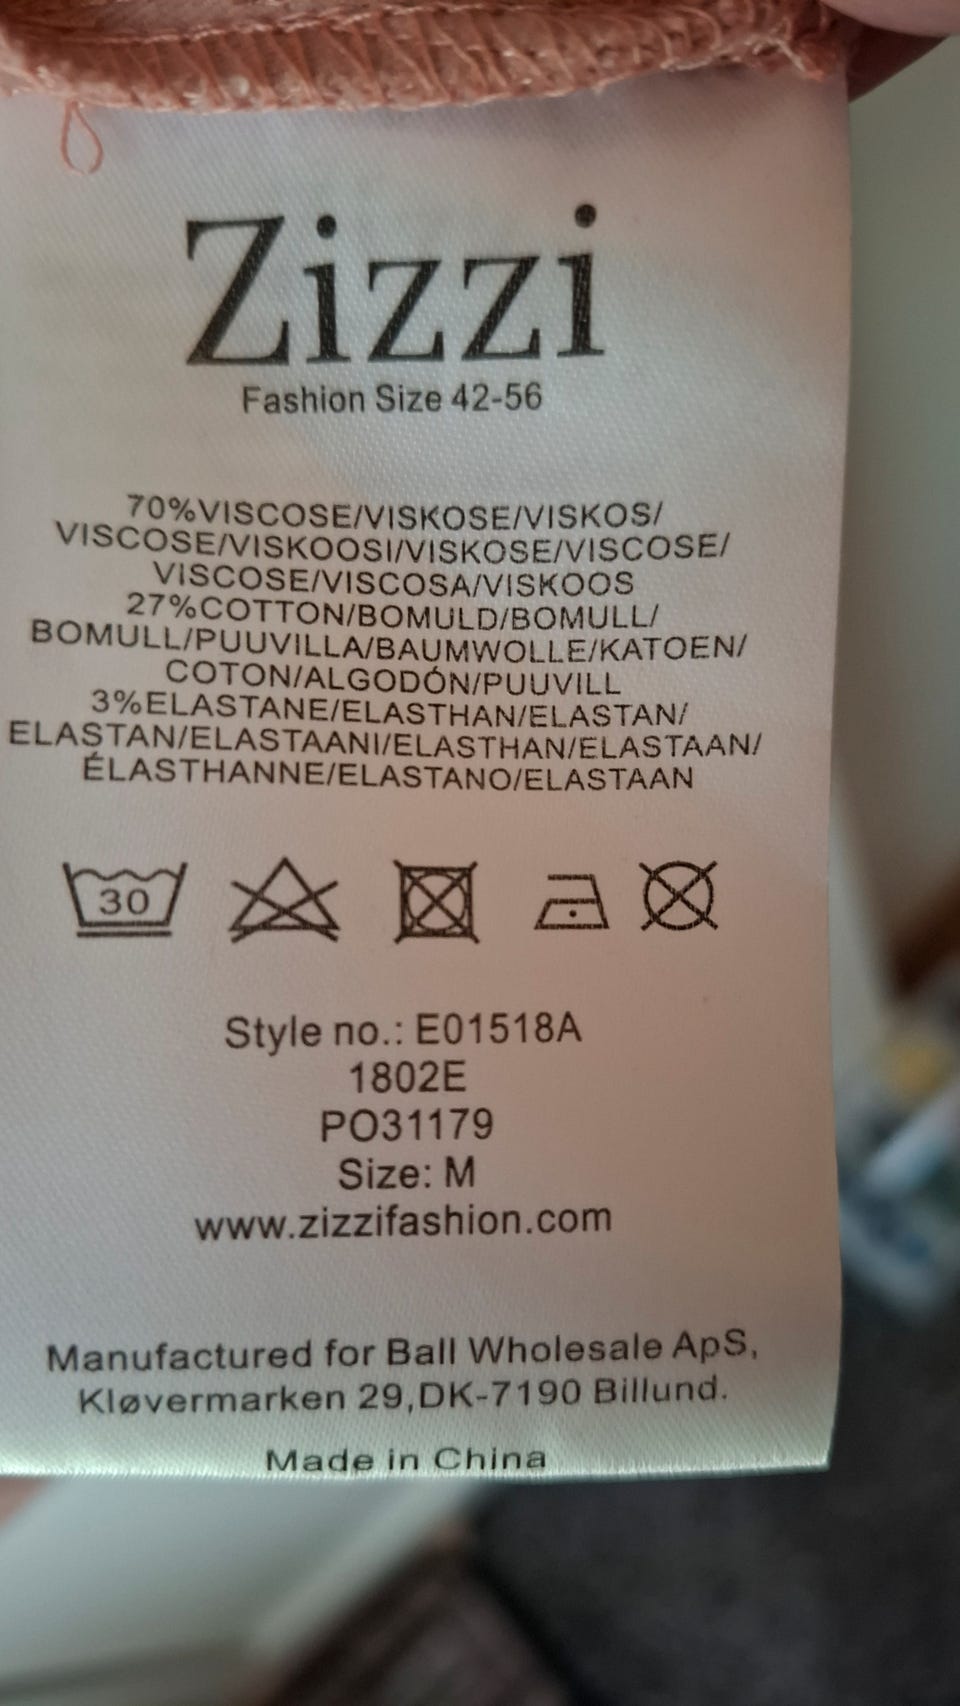 Zizzi
Fashion Size 42-56
70%VISCOSE/VISKOSE/VISKOS/
VISCOSE/VISKOOSI/VISKOSE/VISCOSE/
VISCOSE/VISCOSA/VISKOOS
27%COTTON/BOMULD/BOMULL/
BOMULL/PUUVILLA/BAUMWOLLE/KATOEN/
COTON/ALGODÓN/PUUVILL
3%ELASTANE/ELASTHAN/ELASTAN/
ELASTAN/ELASTAANI/ELASTHAN/ELASTAAN/
ÉLASTHANNE/ELASTANO/ELASTAAN
30
Style no.: E01518A
1802E
PO31179
Size: M
www.zizzifashion.com
Manufactured for Ball Wholesale ApS,
Kløvermarken 29,DK-7190 Billund.
Made in China